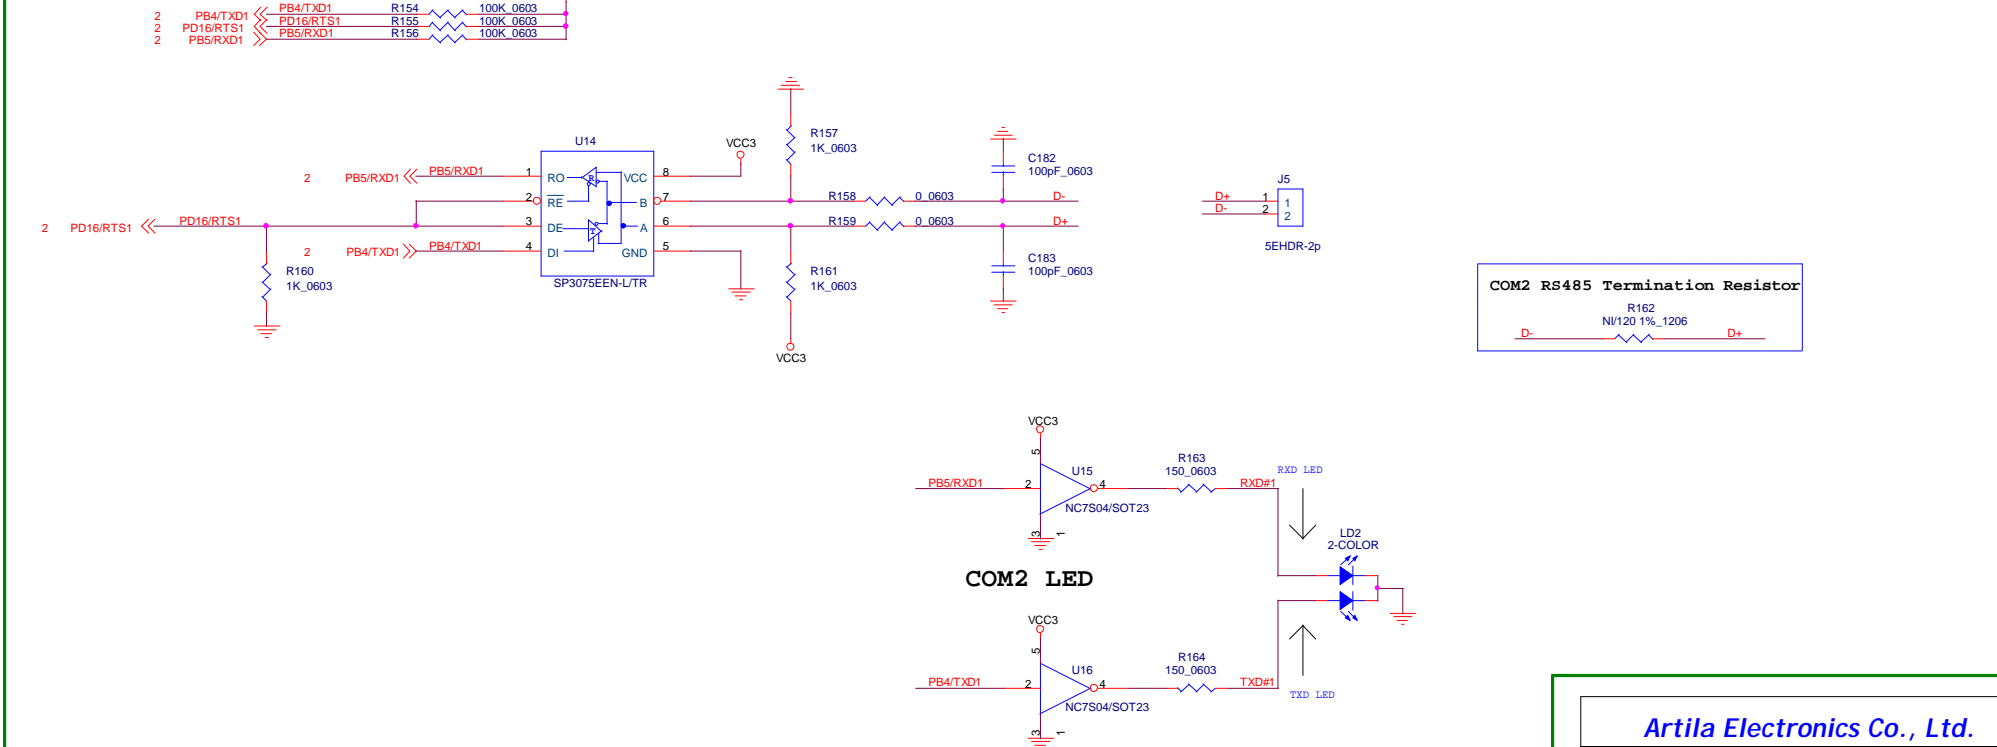 2 PB4/TXD1 PB4/TXD1 R154 100K_0603
2 PD16/RTS1 PD16/RTS1 R155 100K_0603
2 PB5/RXD1 PB5/RXD1 R156 100K_0603
U14
VCC3
R157
1K_0603
C182
100pF_0603
2 PB5/RXD1 PB5/RXD1 1 RO R VCC 8
2 RE B 7 R158 0_0603 D-
2 PD16/RTS1 PD16/RTS1 3 DE T A 6 R159 0_0603 D+
2 PB4/TXD1 PB4/TXD1 4 DI GND 5
SP3075EEN-L/TR
R160
1K_0603
R161
1K_0603
VCC3
C183
100pF_0603
J5
D+ 1 1
D- 2 2
5EHDR-2p
COM2 RS485 Termination Resistor
R162
NI/120 1%_1206
D- D+
VCC3
5
PB5/RXD1 2 U15 4
NC7S04/SOT23
3 1
R163
150_0603
RXD#1
RXD LED
LD2
2-COLOR
COM2 LED
VCC3
5
PB4/TXD1 2 U16 4
NC7S04/SOT23
3 1
R164
150_0603
TXD#1
TXD LED
Artila Electronics Co., Ltd.